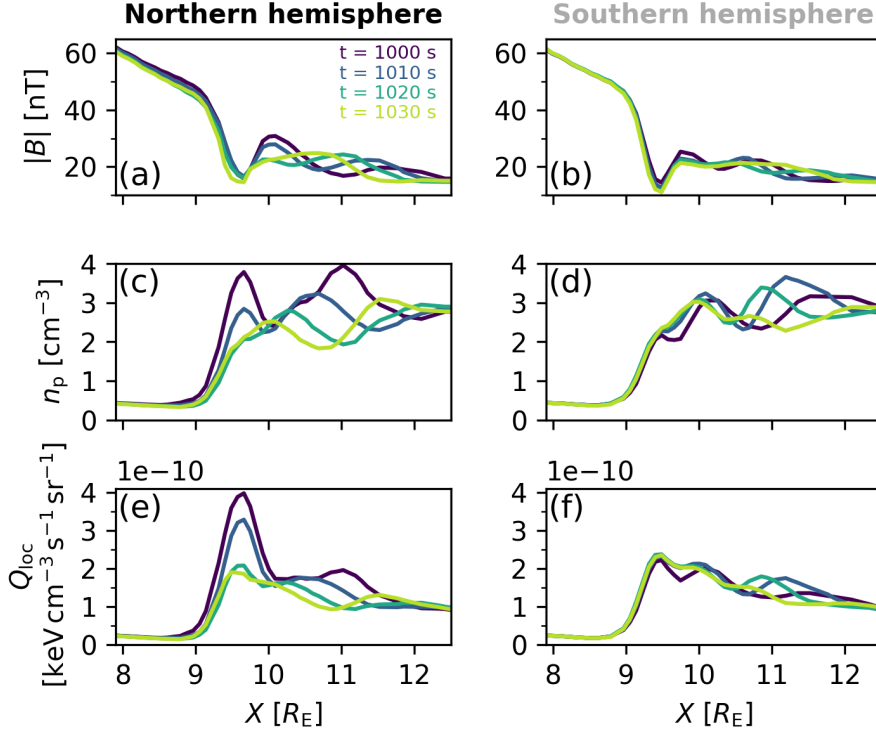 Northern hemisphere
Southern hemisphere
t = 1000 s
t = 1010 s
t = 1020 s
t = 1030 s
|B| [nT]
60
40
20
(a)
60
40
20
(b)
n_p [cm⁻³]
4
3
2
1
0
(c)
4
3
2
1
0
(d)
1e−10
1e−10
Q_loc
[keV cm⁻³ s⁻¹ sr⁻¹]
4
3
2
1
0
(e)
4
3
2
1
0
(f)
8 9 10 11 12
8 9 10 11 12
X [R_E]
X [R_E]